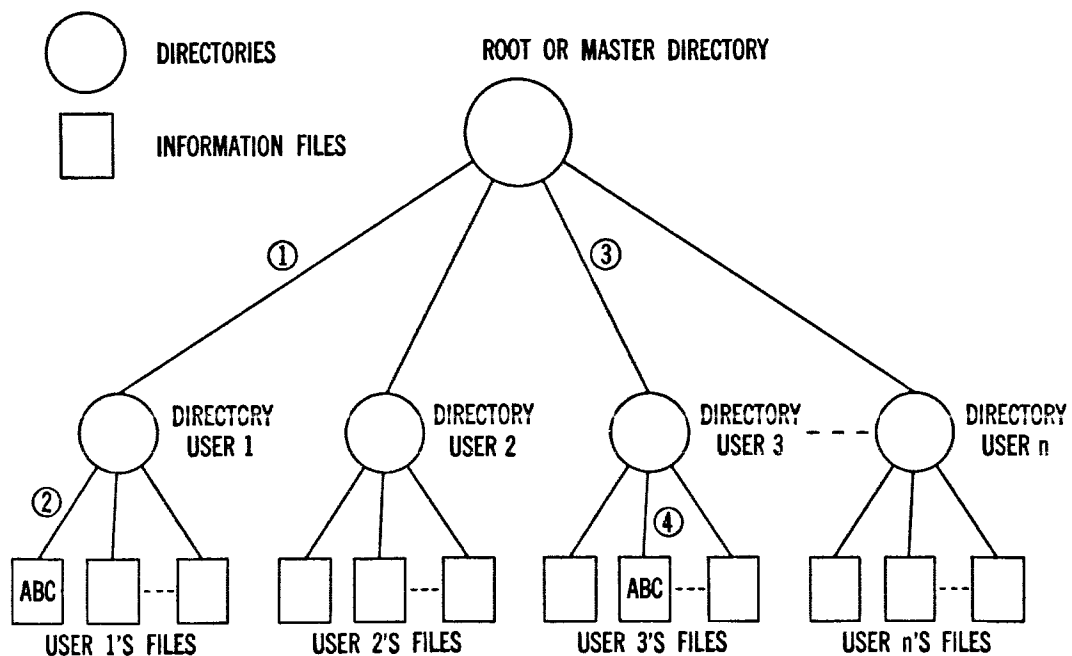 DIRECTORIES
ROOT OR MASTER DIRECTORY
INFORMATION FILES
1
3
DIRECTORY
USER 1
DIRECTORY
USER 2
DIRECTORY
USER 3
DIRECTORY
USER n
2
4
ABC
ABC
USER 1'S FILES
USER 2'S FILES
USER 3'S FILES
USER n'S FILES